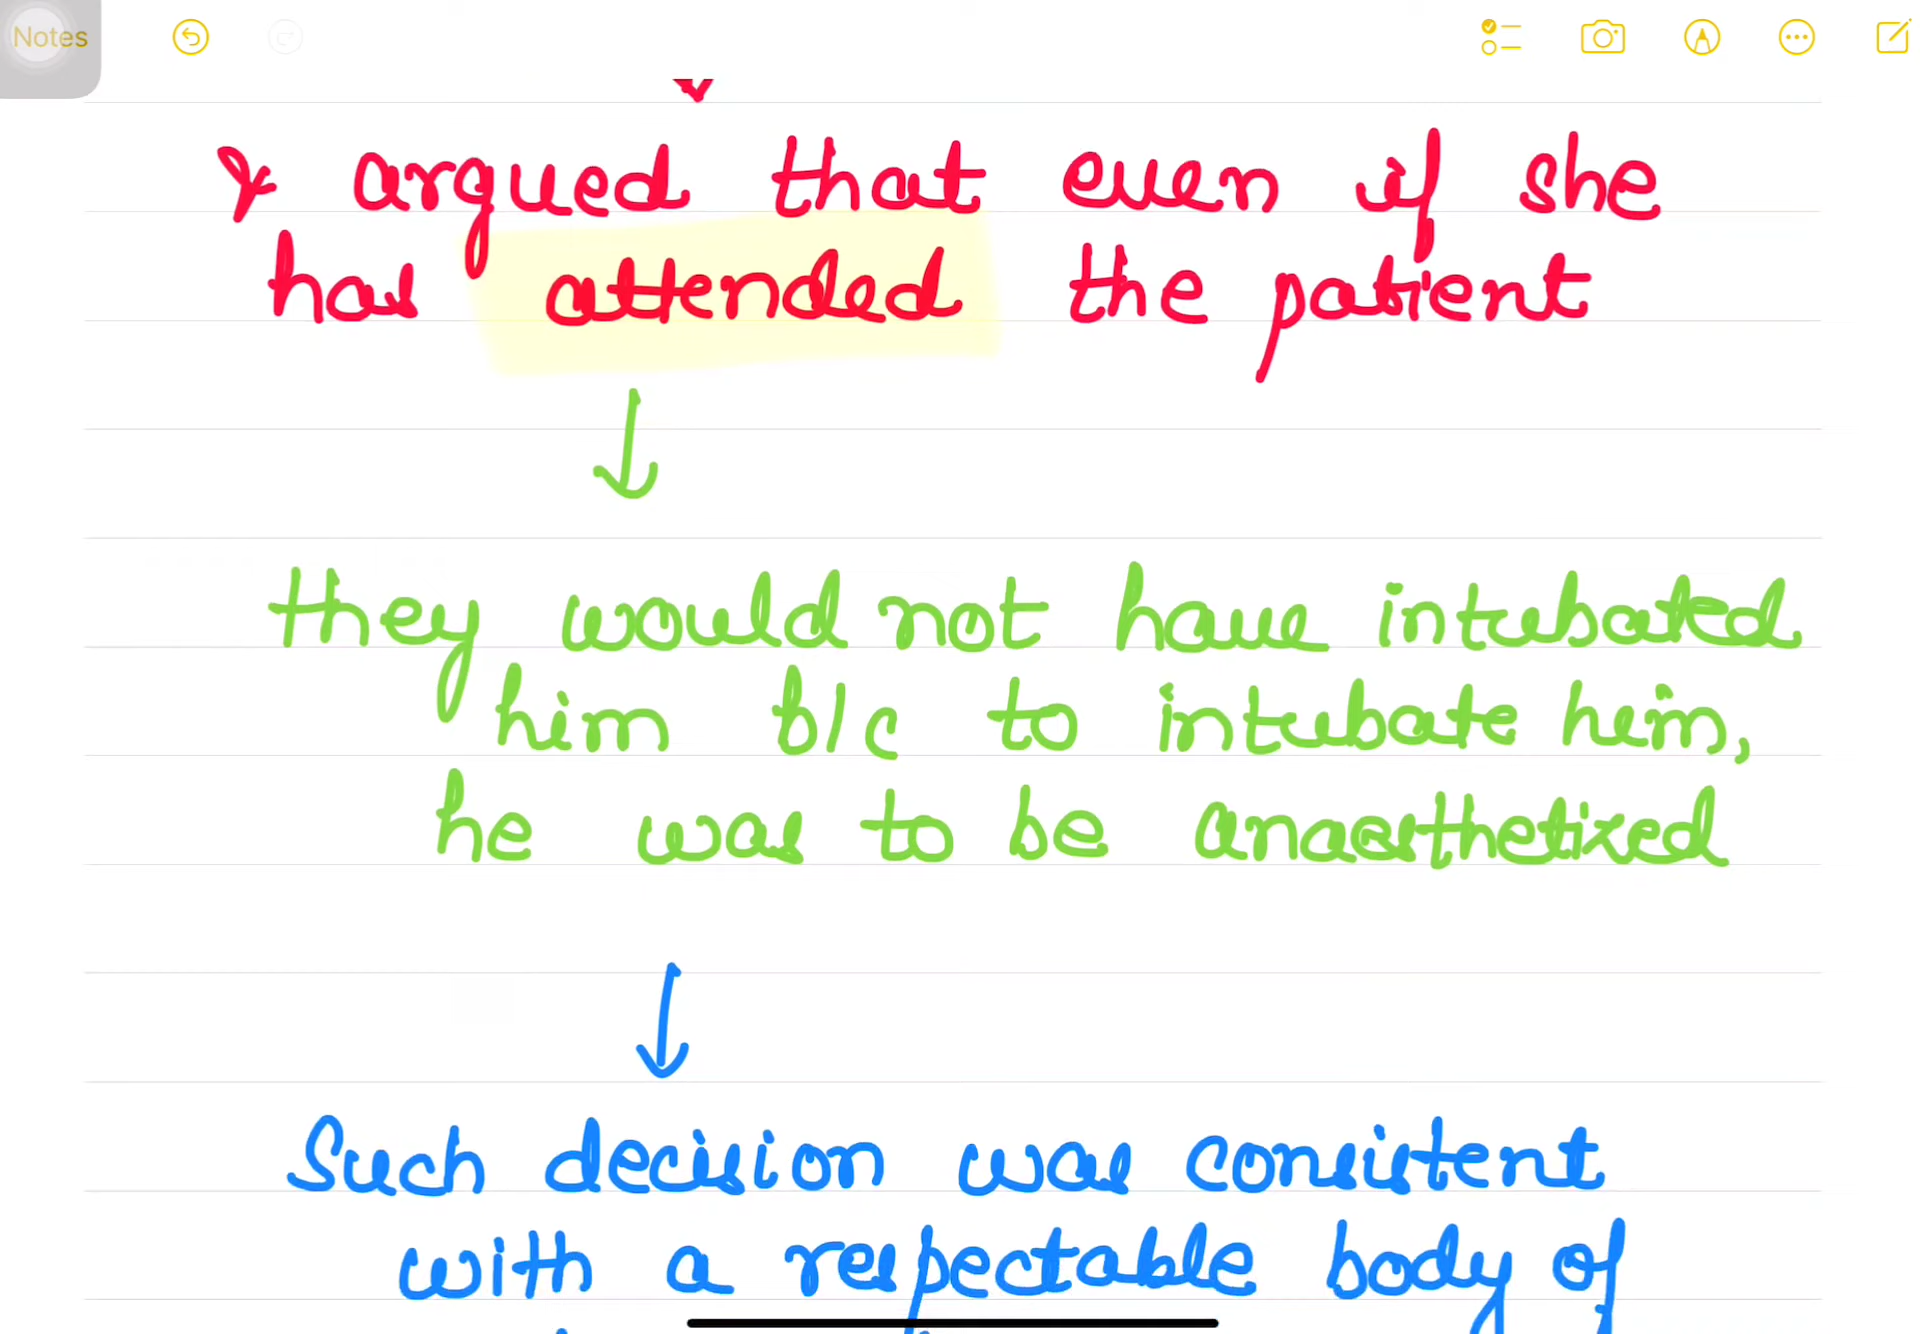 Notes
& argued that even if she
has attended the patient
they would not have intubated
him b/c to intubate him,
he was to be anaesthetized
Such decision was consistent
with a respectable body of